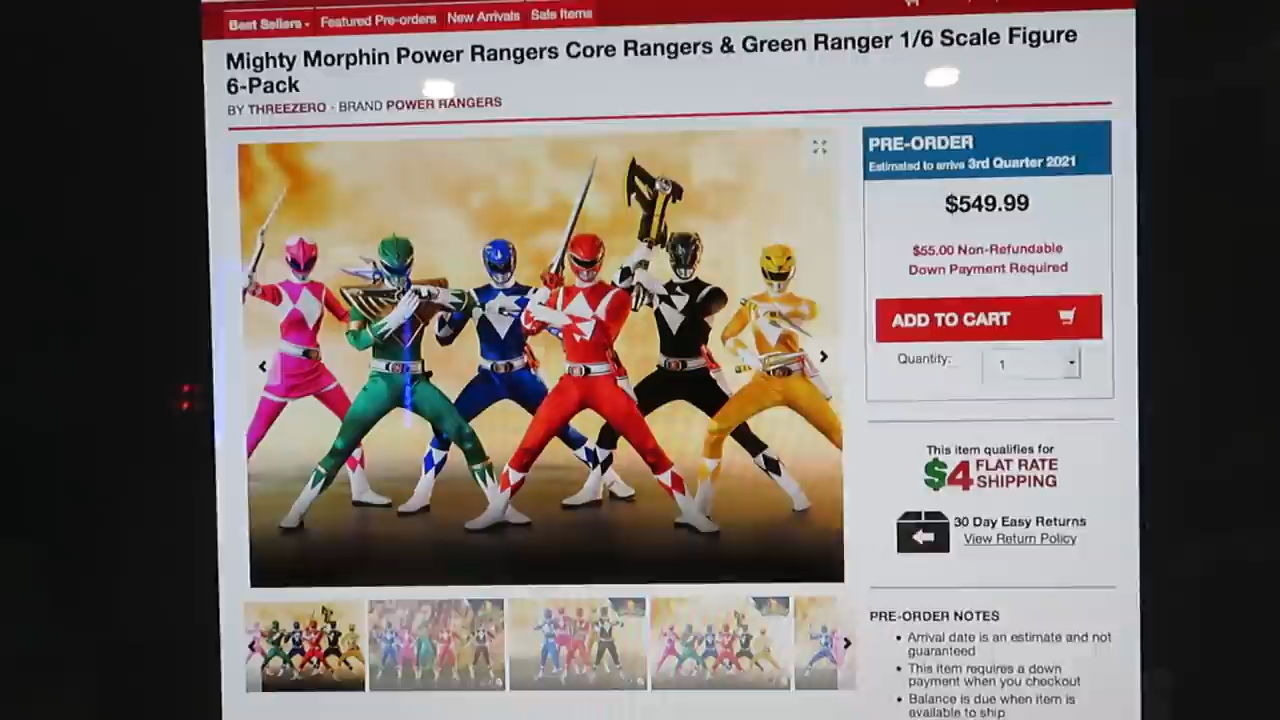 Best Sellers Featured Pre-orders New Arrivals Sale Items
Mighty Morphin Power Rangers Core Rangers & Green Ranger 1/6 Scale Figure
6-Pack
BY THREEZERO - BRAND POWER RANGERS
PRE-ORDER
Estimated to arrive 3rd Quarter 2021
$549.99
$55.00 Non-Refundable
Down Payment Required
ADD TO CART
Quantity: 1
This item qualifies for
$4 FLAT RATE
SHIPPING
30 Day Easy Returns
View Return Policy
PRE-ORDER NOTES
• Arrival date is an estimate and not
guaranteed
• This item requires a down
payment when you checkout
• Balance is due when item is
available to ship